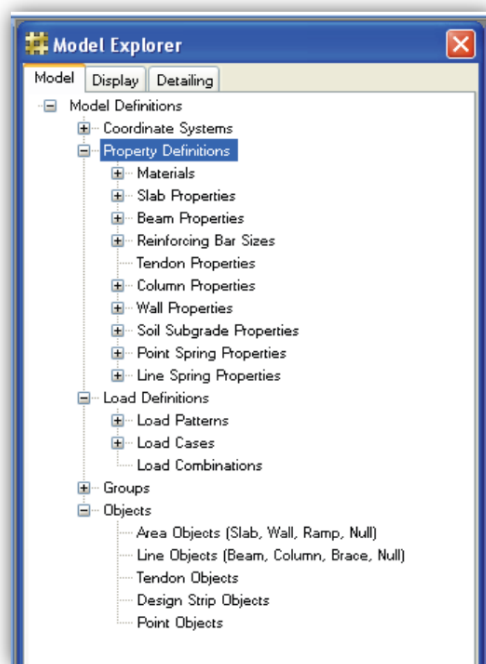 Model Explorer
Model Display Detailing
Model Definitions
Coordinate Systems
Property Definitions
Materials
Slab Properties
Beam Properties
Reinforcing Bar Sizes
Tendon Properties
Column Properties
Wall Properties
Soil Subgrade Properties
Point Spring Properties
Line Spring Properties
Load Definitions
Load Patterns
Load Cases
Load Combinations
Groups
Objects
Area Objects (Slab, Wall, Ramp, Null)
Line Objects (Beam, Column, Brace, Null)
Tendon Objects
Design Strip Objects
Point Objects